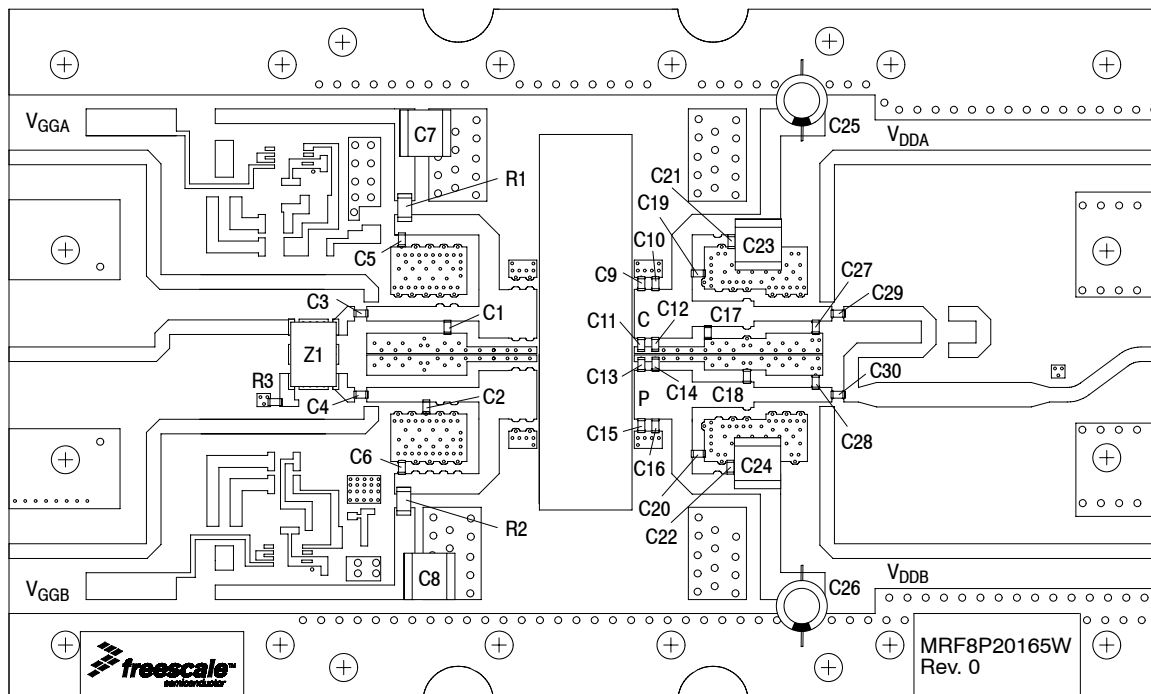 VGGA
C7
C25
VDDA
R1
C21
C19
C5
C23
C10
C9
C27
C3
C29
C1
C
C12
C17
C11
Z1
C13
C30
R3
C14
C4
C2
P
C18
C15
C28
C6
C16
C24
C20
R2
C22
C8
C26
VDDB
VGGB
freescale™
semiconductor
MRF8P20165W
Rev. 0